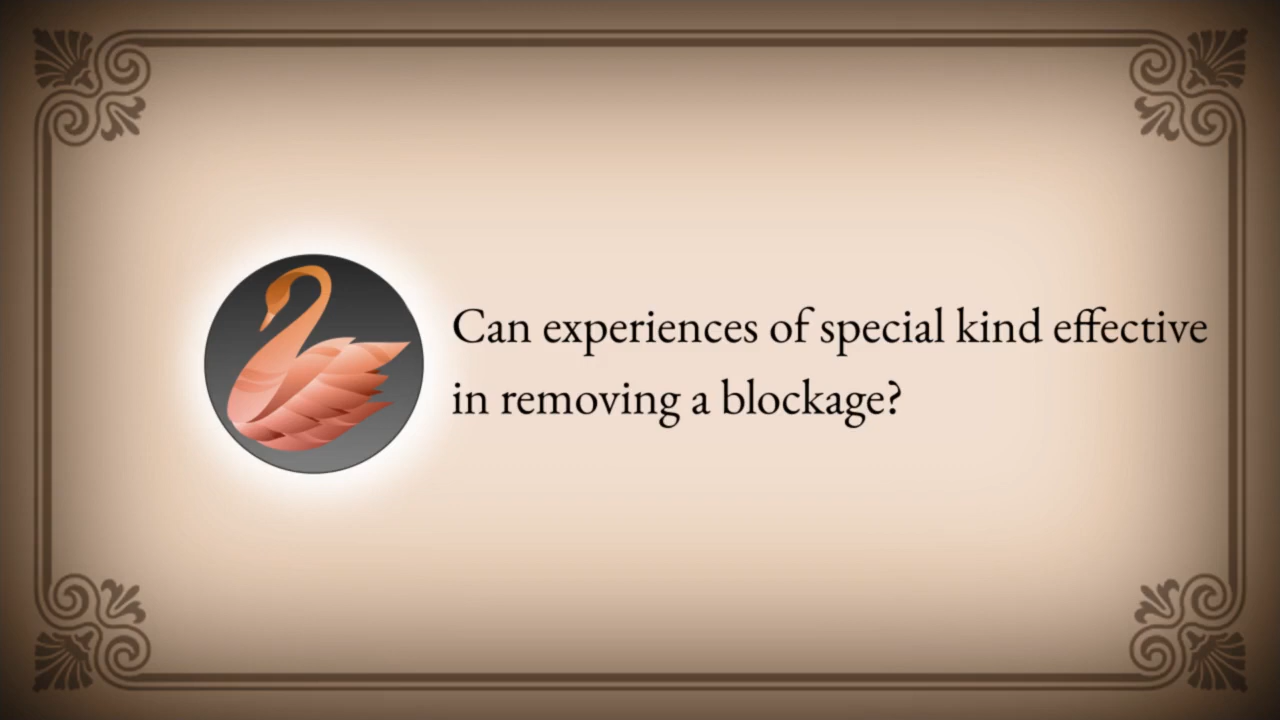 Can experiences of special kind effective
in removing a blockage?